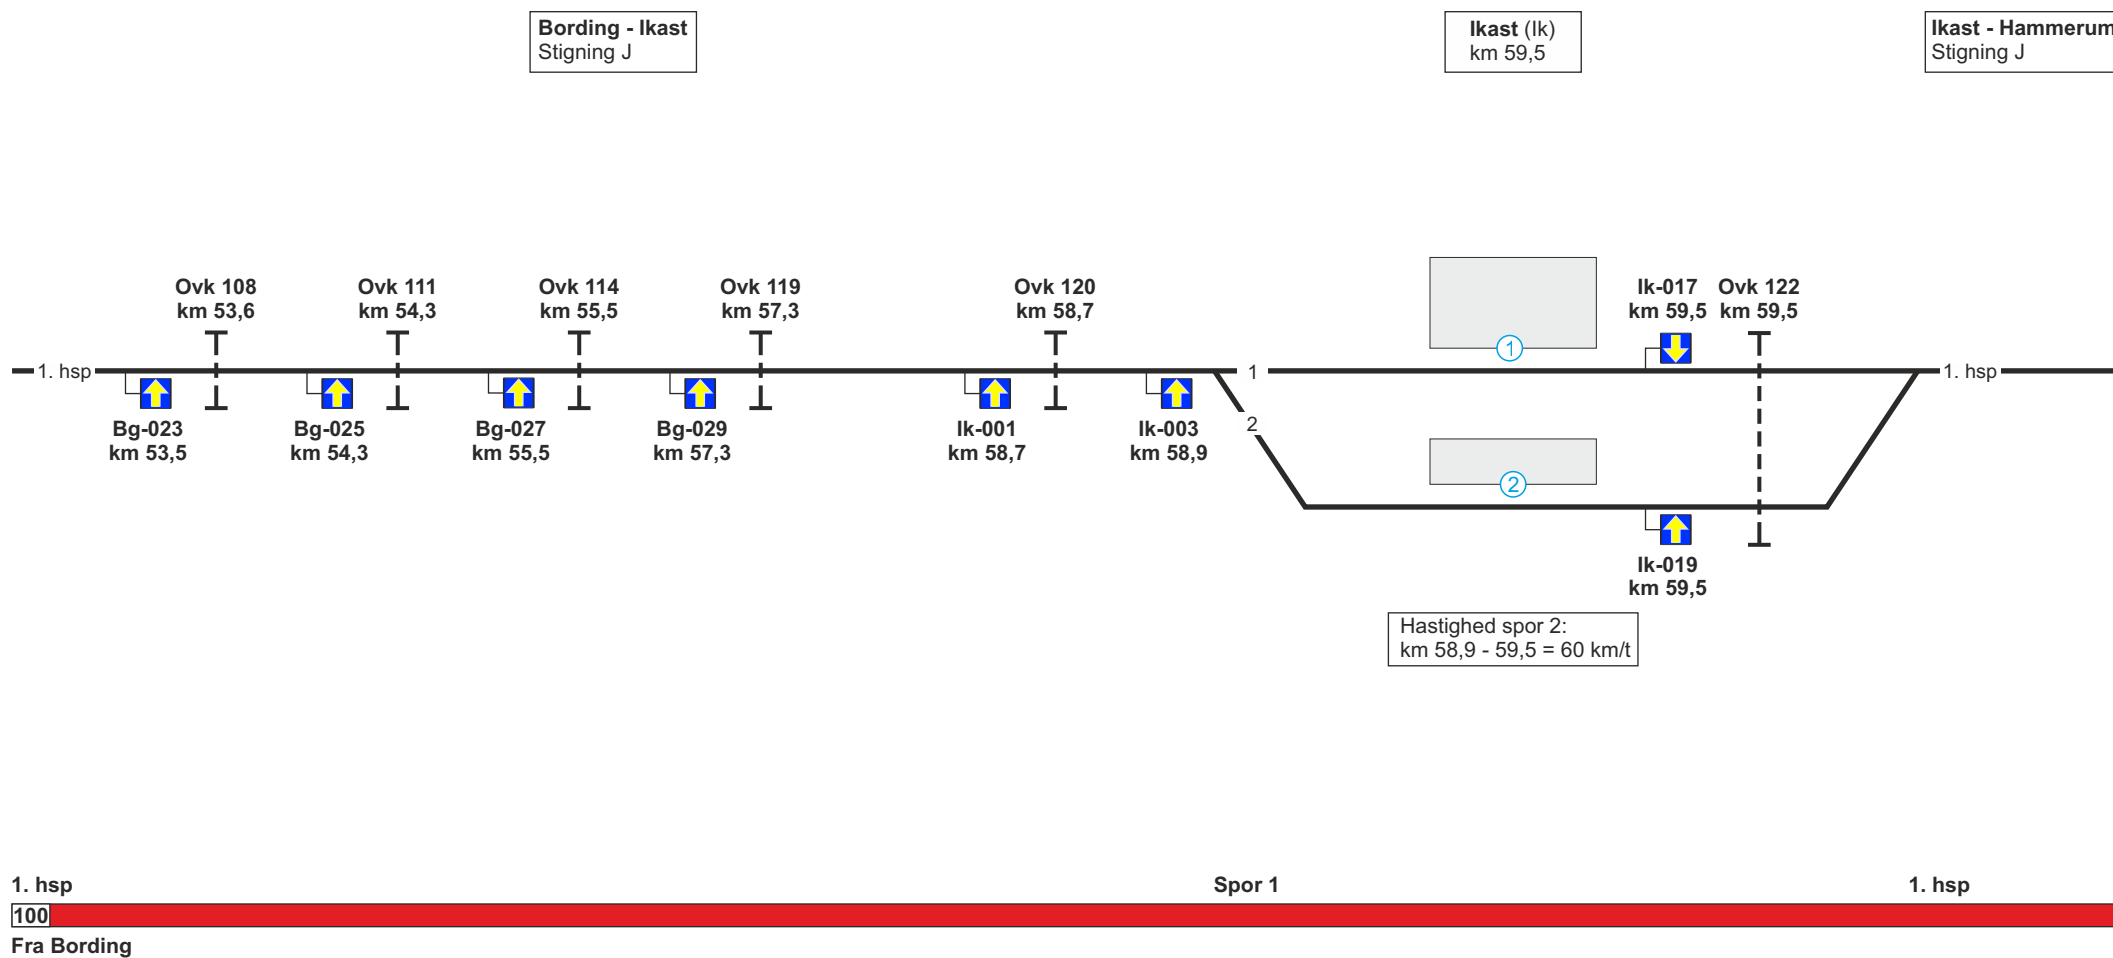 Bording - Ikast
Stigning J
Ikast (Ik)
km 59,5
Ikast - Hammerum
Stigning J
Ovk 108
km 53,6
Ovk 111
km 54,3
Ovk 114
km 55,5
Ovk 119
km 57,3
Ovk 120
km 58,7
Ik-017
km 59,5
Ovk 122
km 59,5
1
1. hsp
1
1. hsp
Bg-023
km 53,5
Bg-025
km 54,3
Bg-027
km 55,5
Bg-029
km 57,3
Ik-001
km 58,7
Ik-003
km 58,9
2
2
Ik-019
km 59,5
Hastighed spor 2:
km 58,9 - 59,5 = 60 km/t
1. hsp
Spor 1
1. hsp
100
Fra Bording